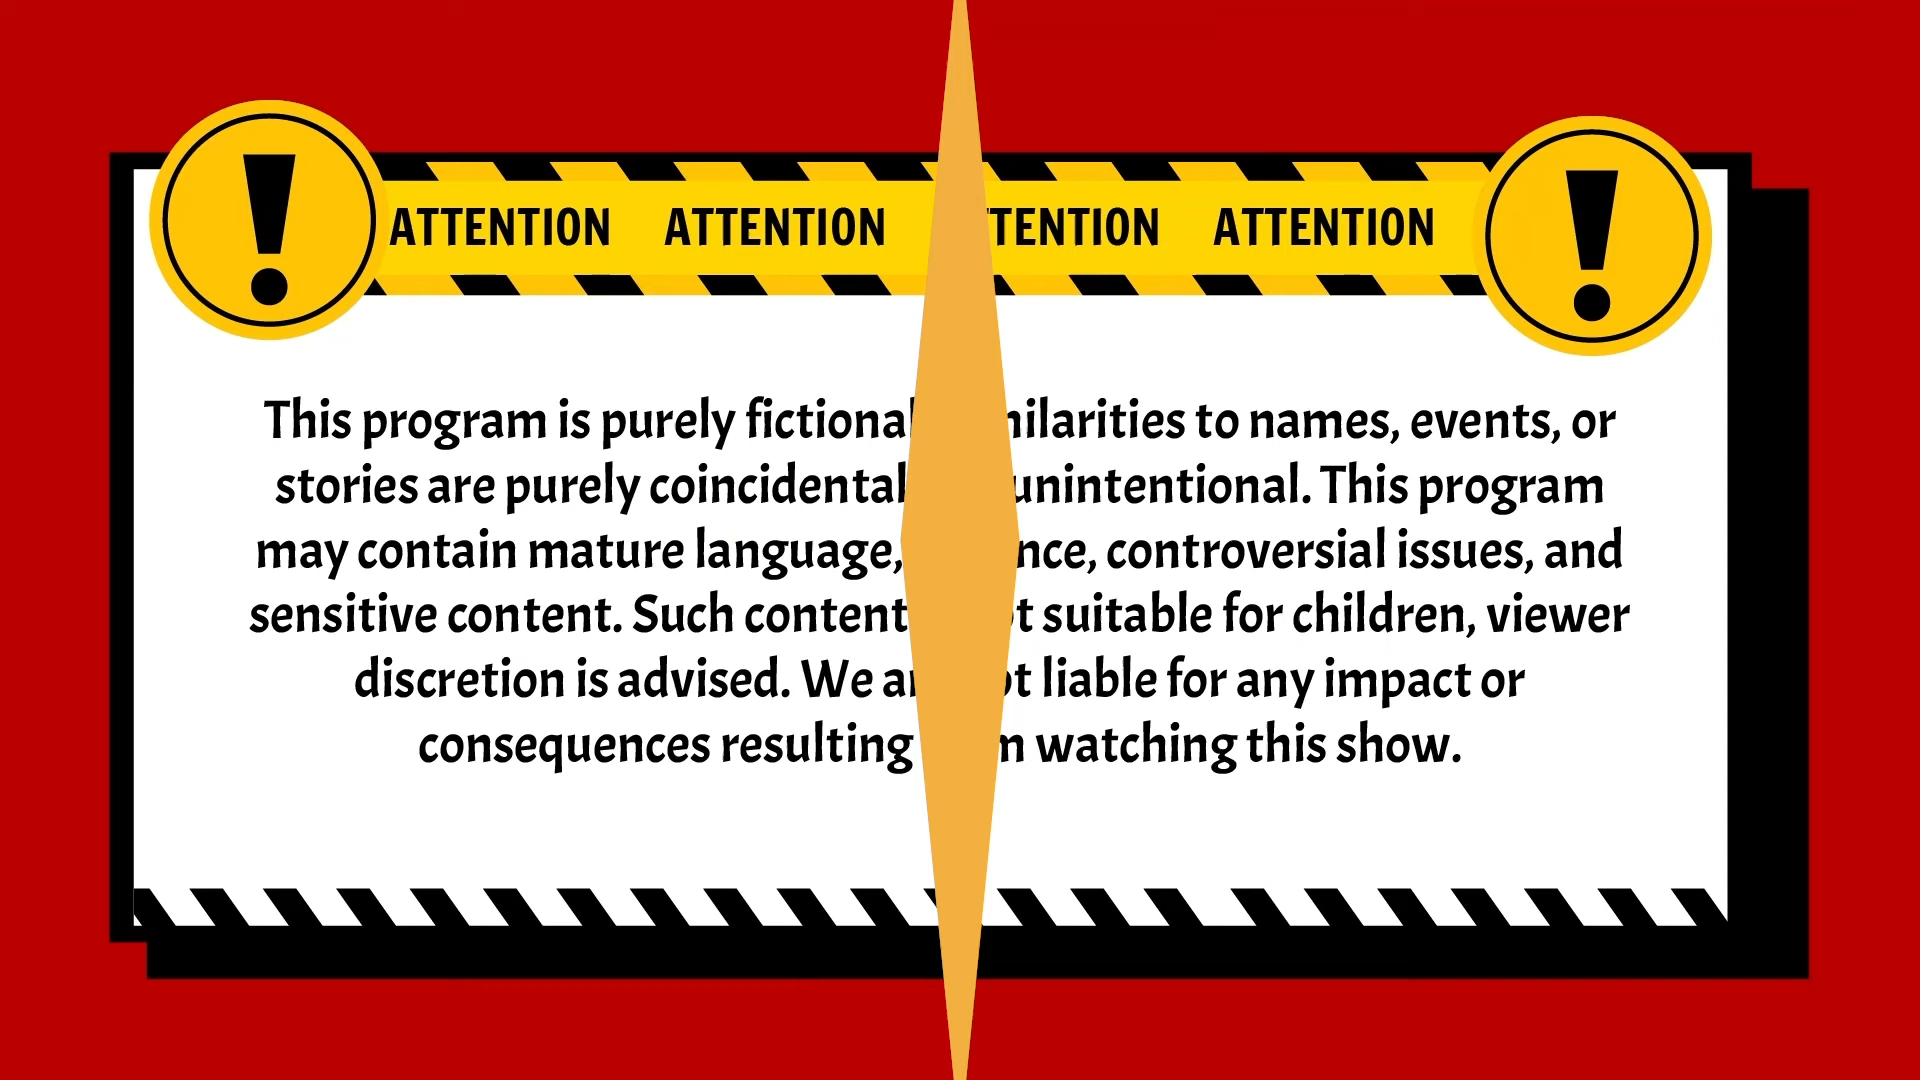 ATTENTION ATTENTION TENTION ATTENTION
This program is purely fictional to names, events, or
stories are purely coincidental unintentional. This program
may contain mature language, controversial issues, and
sensitive content. Such content suitable for children, viewer
discretion is advised. We liable for any impact or
consequences resulting watching this show.